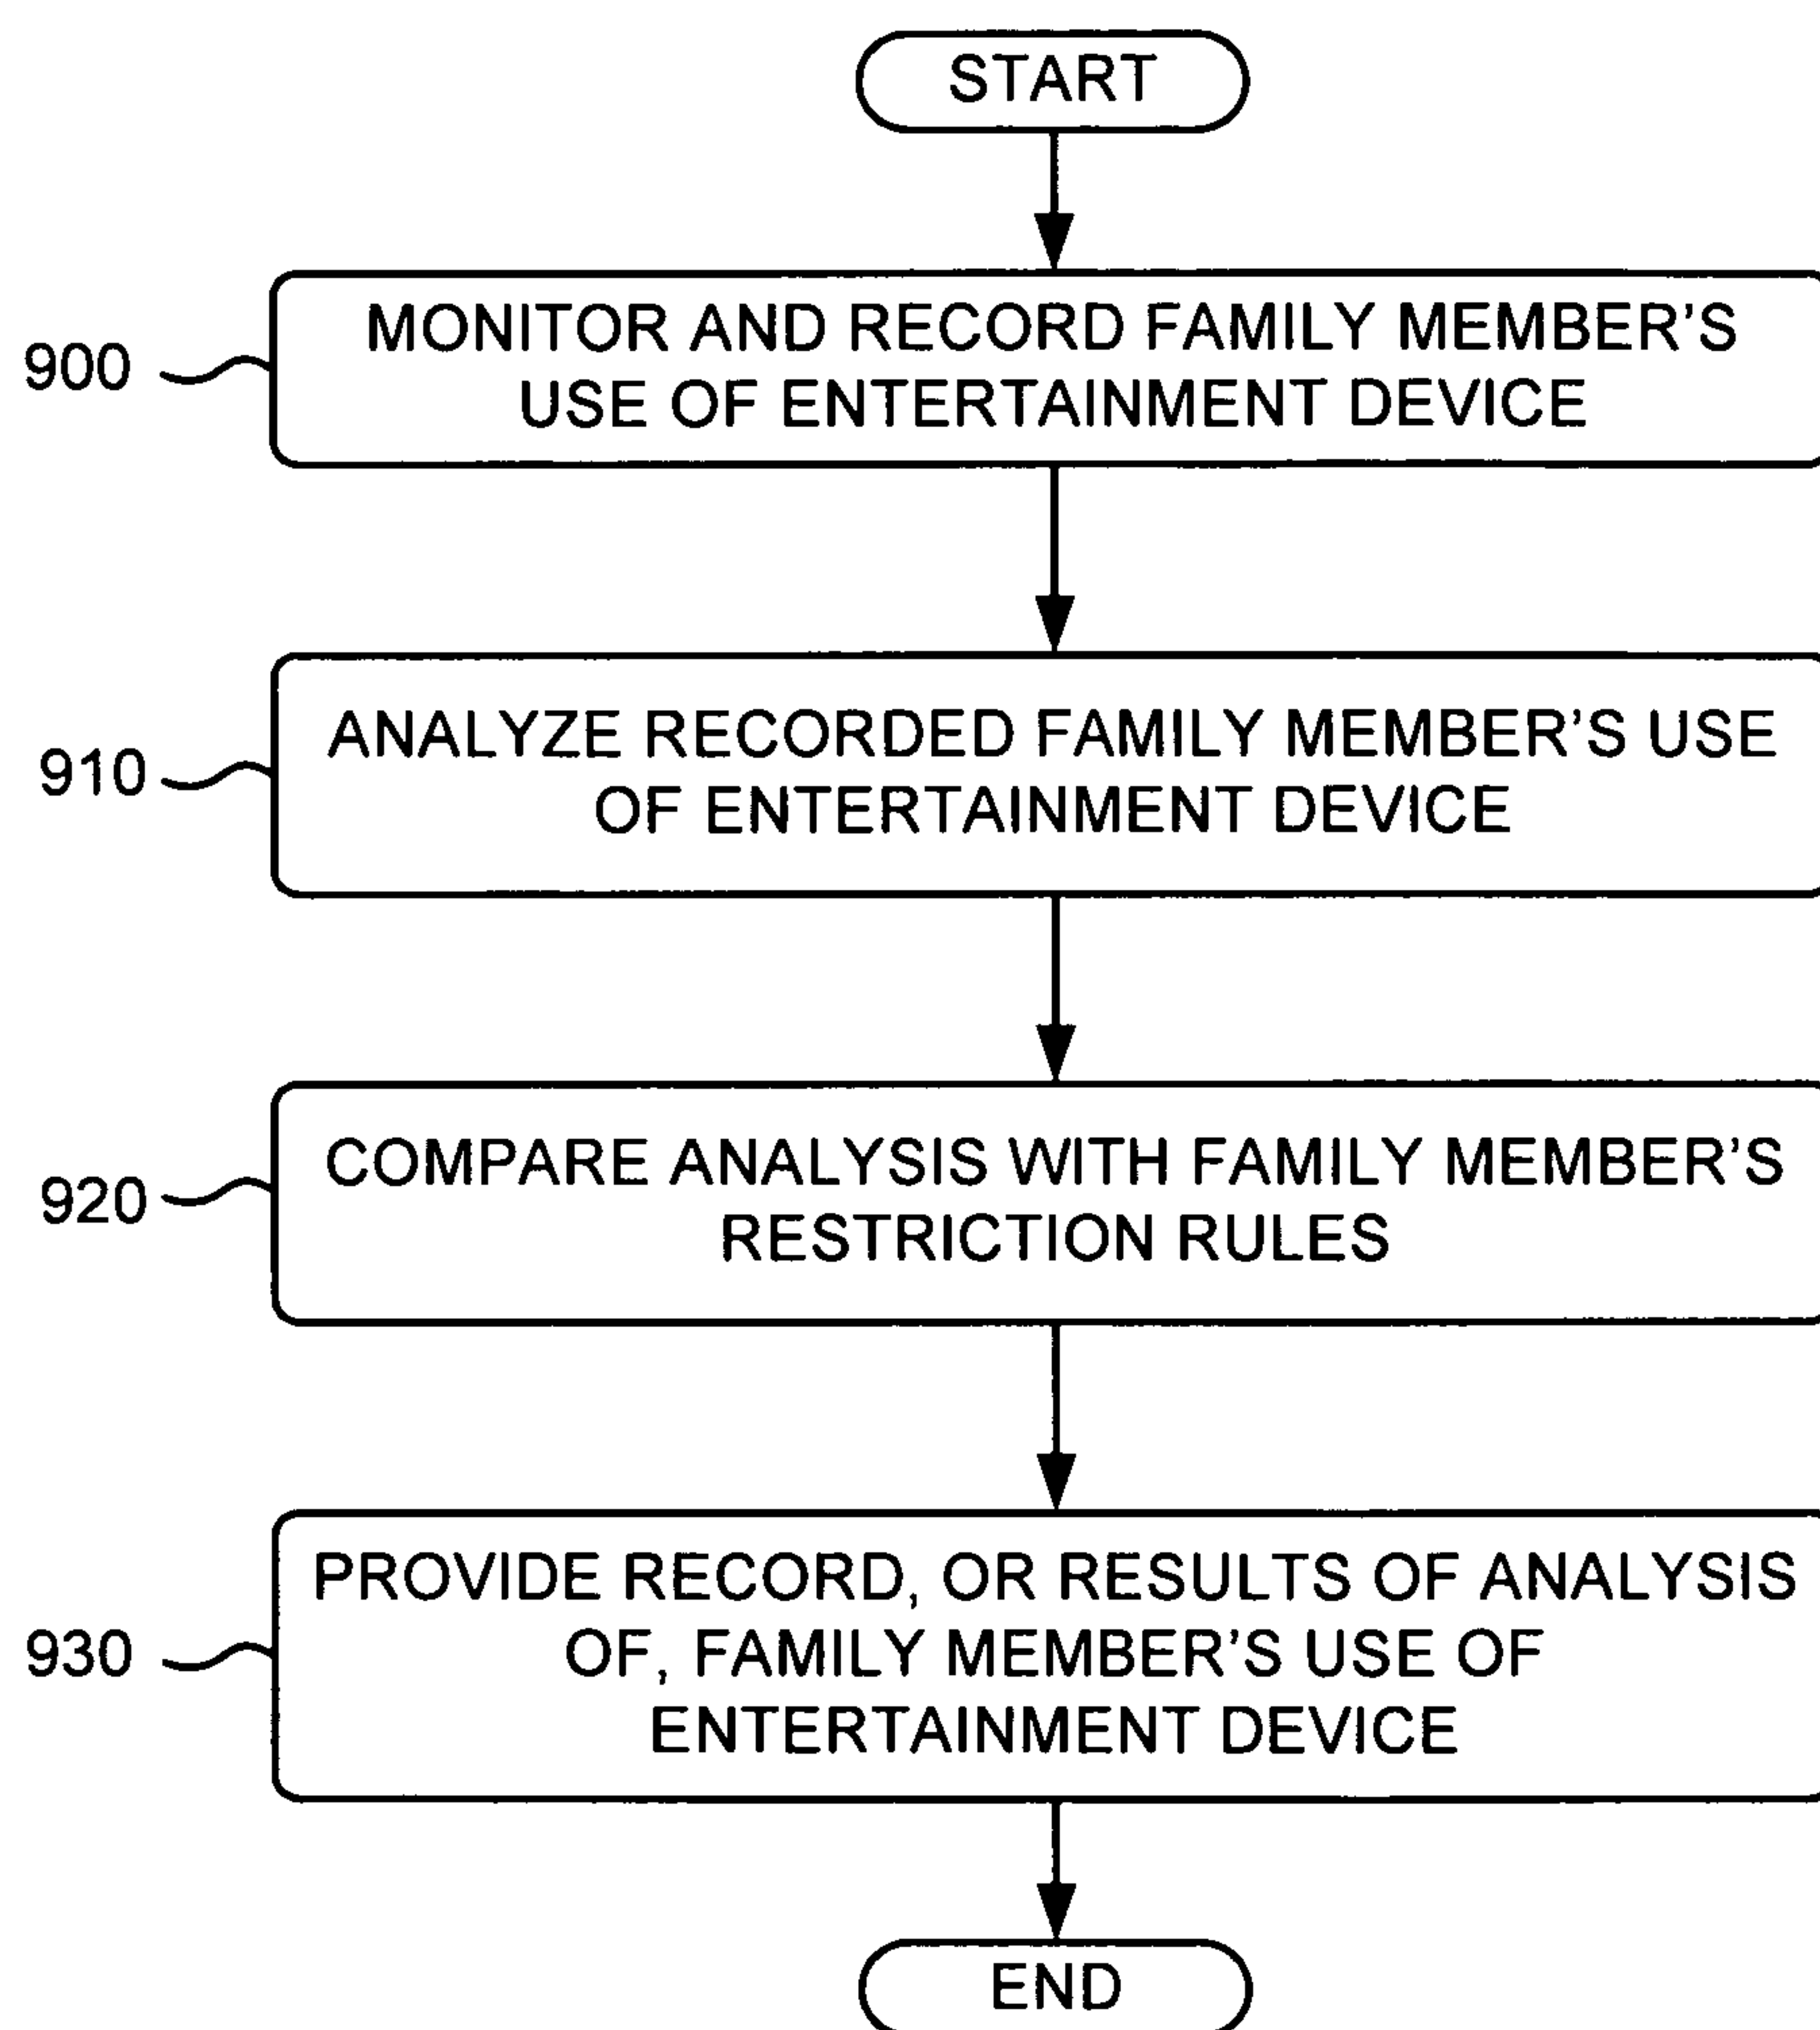 START
900
MONITOR AND RECORD FAMILY MEMBER'S
USE OF ENTERTAINMENT DEVICE
910
ANALYZE RECORDED FAMILY MEMBER'S USE
OF ENTERTAINMENT DEVICE
920
COMPARE ANALYSIS WITH FAMILY MEMBER'S
RESTRICTION RULES
930
PROVIDE RECORD, OR RESULTS OF ANALYSIS
OF, FAMILY MEMBER'S USE OF
ENTERTAINMENT DEVICE
END